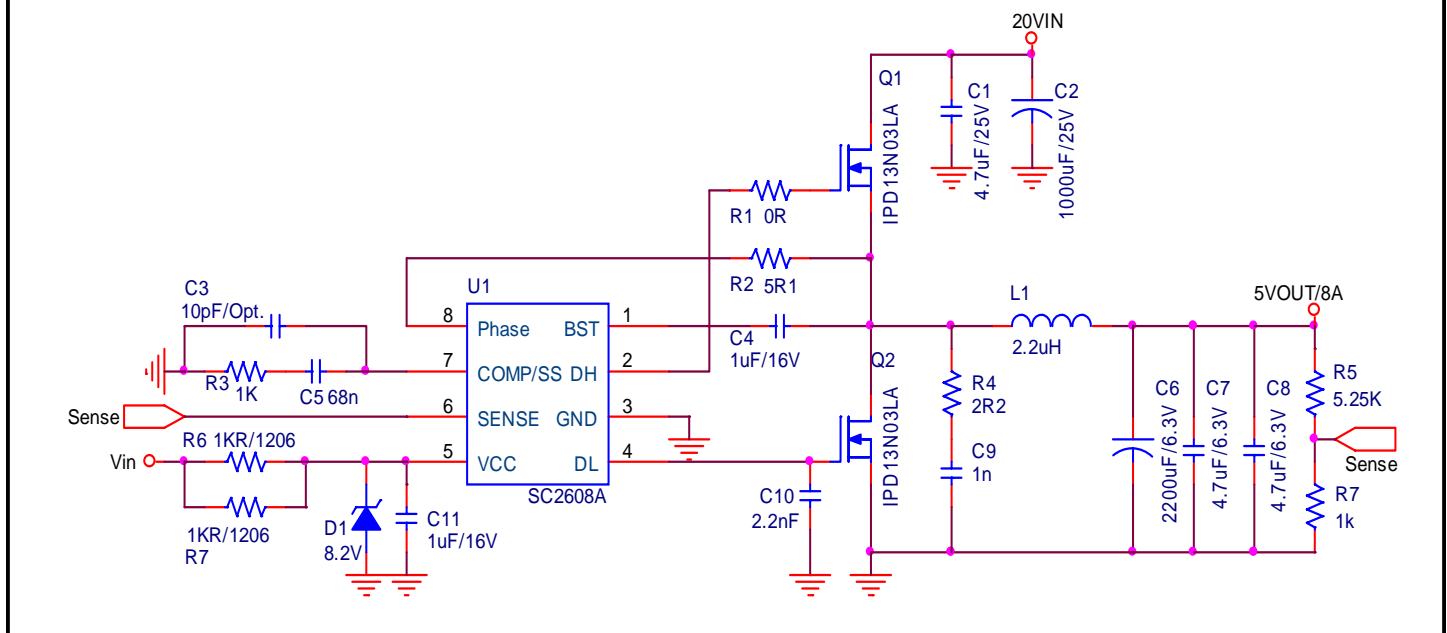 20VIN
Q1
IPD13N03LA
C1
4.7uF/25V
C2
1000uF/25V
R1 0R
R2 5R1
C3
10pF/Opt.
R3 1K
C5 68n
Sense
R6 1KR/1206
Vin
1KR/1206
R7
D1
8.2V
C11
1uF/16V
U1
8 Phase BST 1
7 COMP/SS DH 2
6 SENSE GND 3
5 VCC DL 4
SC2608A
C4
1uF/16V
Q2
IPD13N03LA
C10
2.2nF
R4
2R2
C9
1n
L1
2.2uH
5VOUT/8A
C6
2200uF/6.3V
C7
4.7uF/6.3V
C8
4.7uF/6.3V
R5
5.25K
Sense
R7
1k